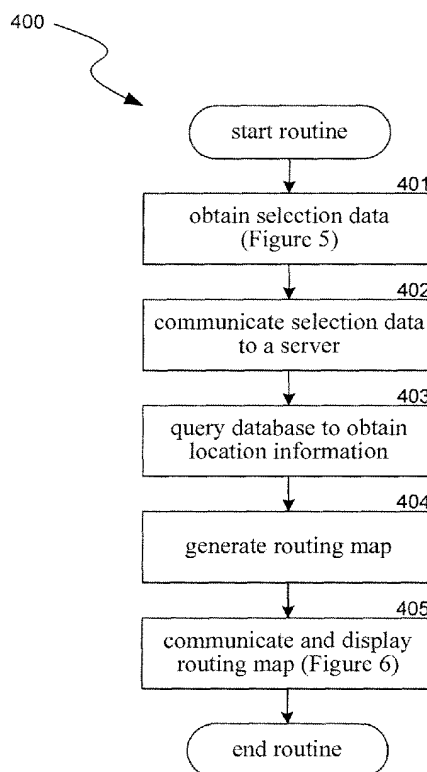 400
start routine
401
obtain selection data
(Figure 5)
402
communicate selection data
to a server
403
query database to obtain
location information
404
generate routing map
405
communicate and display
routing map (Figure 6)
end routine